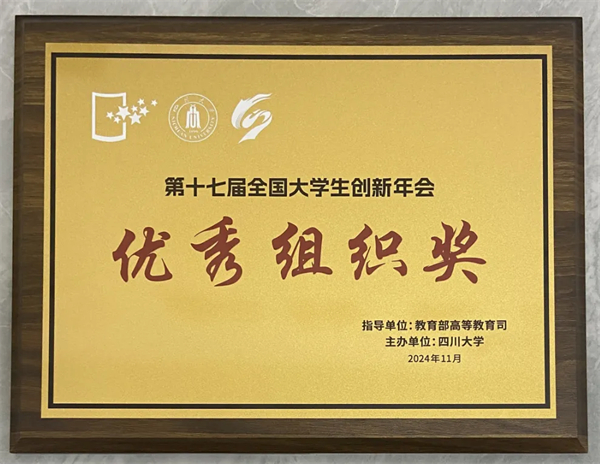 第十七届全国大学生创新年会
优秀组织奖
指导单位：教育部高等教育司
主办单位：四川大学
2024年11月